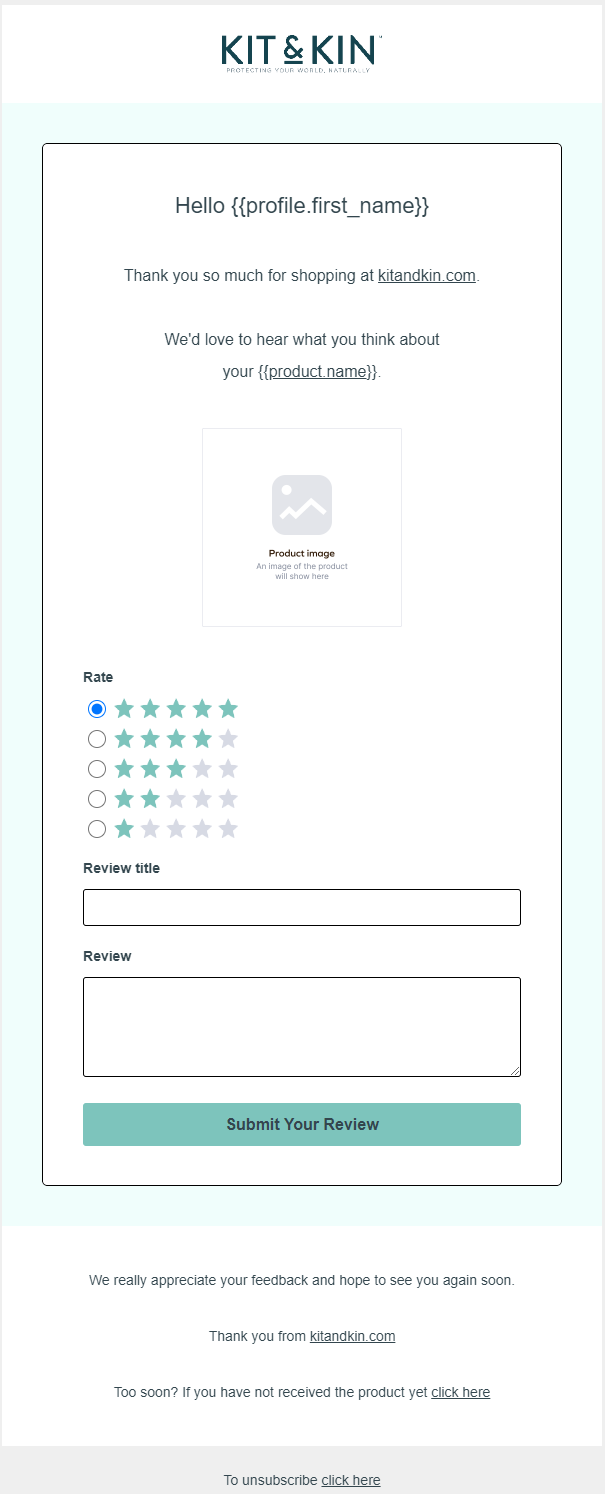 KIT & KIN™
PROTECTING YOUR WORLD, NATURALLY
Hello {{profile.first_name}}
Thank you so much for shopping at kitandkin.com.
We'd love to hear what you think about
your {{product.name}}.
Product image
An image of the product
will show here
Rate
Review title
Review
Submit Your Review
We really appreciate your feedback and hope to see you again soon.
Thank you from kitandkin.com
Too soon? If you have not received the product yet click here
To unsubscribe click here